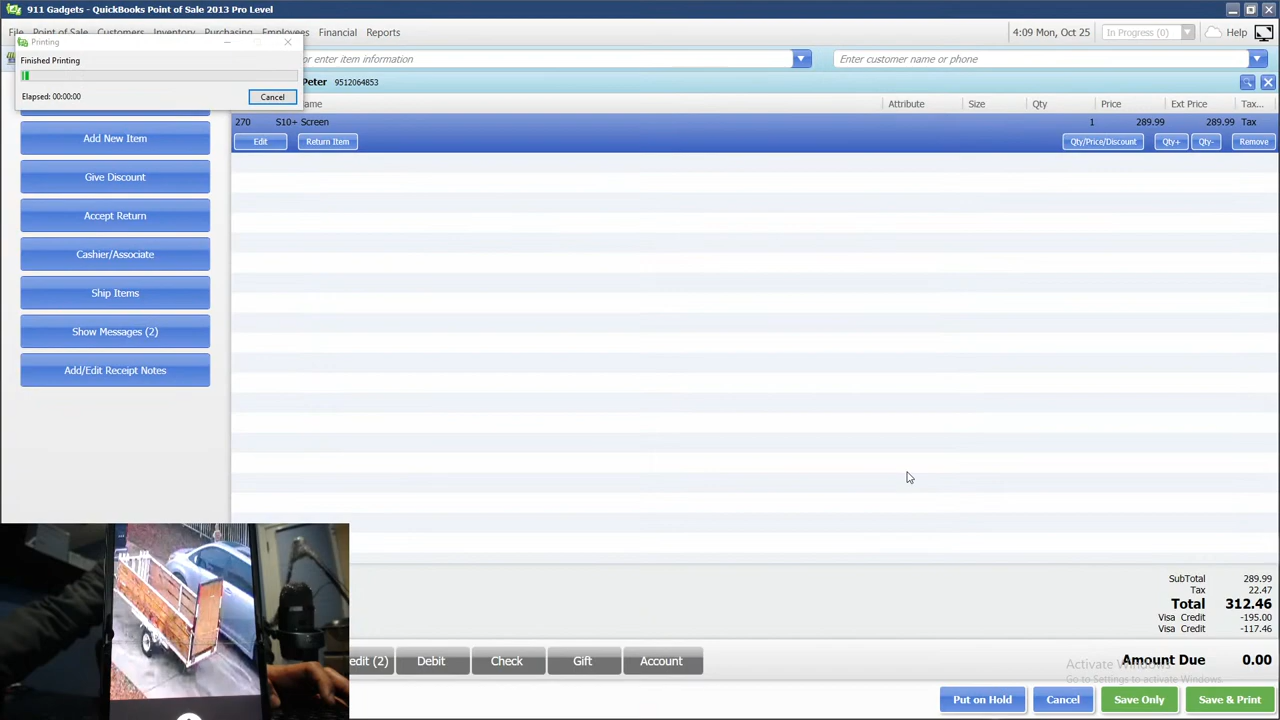 911 Gadgets - QuickBooks Point of Sale 2013 Pro Level
File Point of Sale Customers Inventory Purchasing Employees Financial Reports
4:09 Mon, Oct 25
In Progress (0)
Help
Printing
Finished Printing
Elapsed: 00:00:00
Cancel
or enter item information
Enter customer name or phone
Peter 9512064853
Attribute Size Qty Price Ext Price Tax...
270 S10+ Screen 1 289.99 289.99 Tax
Edit Return Item Qty/Price/Discount Qty+ Qty- Remove
Add New Item
Give Discount
Accept Return
Cashier/Associate
Ship Items
Show Messages (2)
Add/Edit Receipt Notes
SubTotal 289.99
Tax 22.47
Total 312.46
Visa Credit -195.00
Visa Credit -117.46
edit (2) Debit Check Gift Account
Amount Due 0.00
Activate Windows
Go to Settings to activate Windows.
Put on Hold Cancel Save Only Save & Print